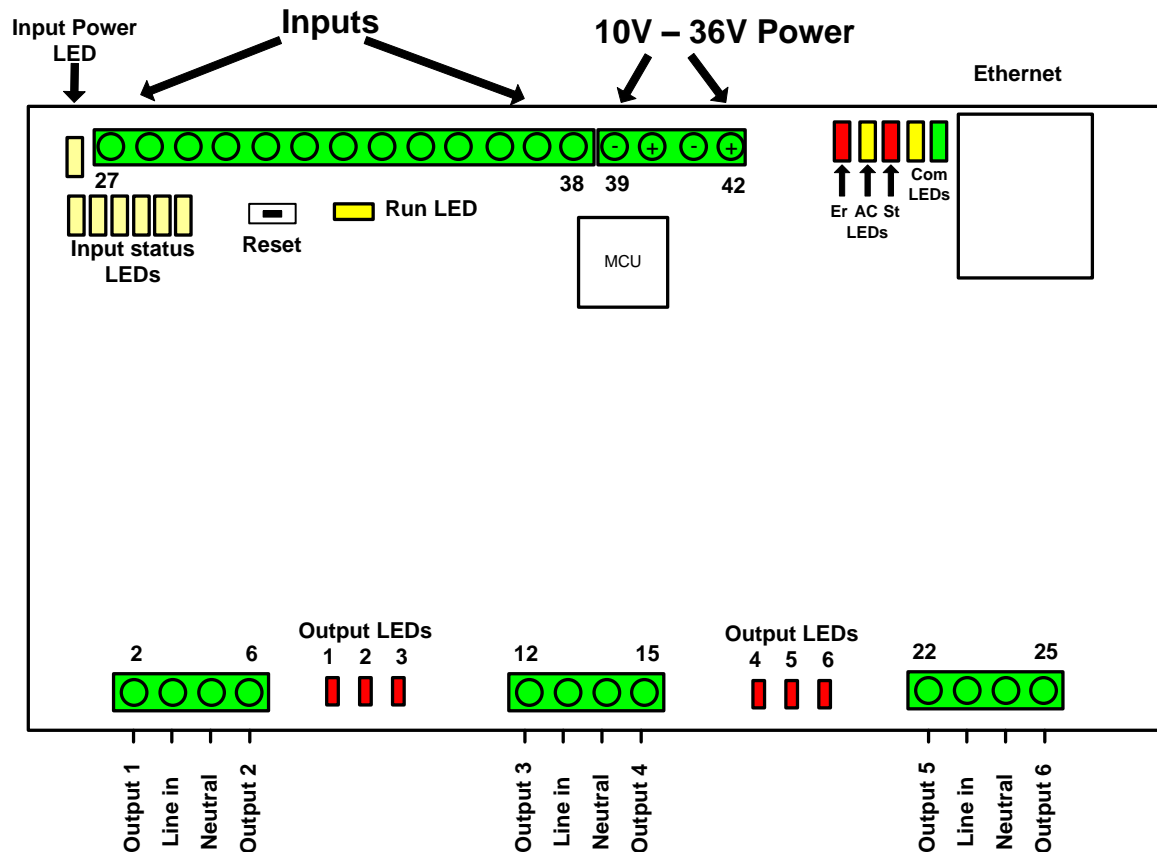 Input Power
LED
Inputs
10V – 36V Power
Ethernet
- + - +
27
38
39
42
Er AC St
LEDs
Com
LEDs
Input status
LEDs
Reset
Run LED
MCU
Output LEDs
1 2 3
Output LEDs
4 5 6
2
6
12
15
22
25
Output 1
Line in
Neutral
Output 2
Output 3
Line in
Neutral
Output 4
Output 5
Line in
Neutral
Output 6